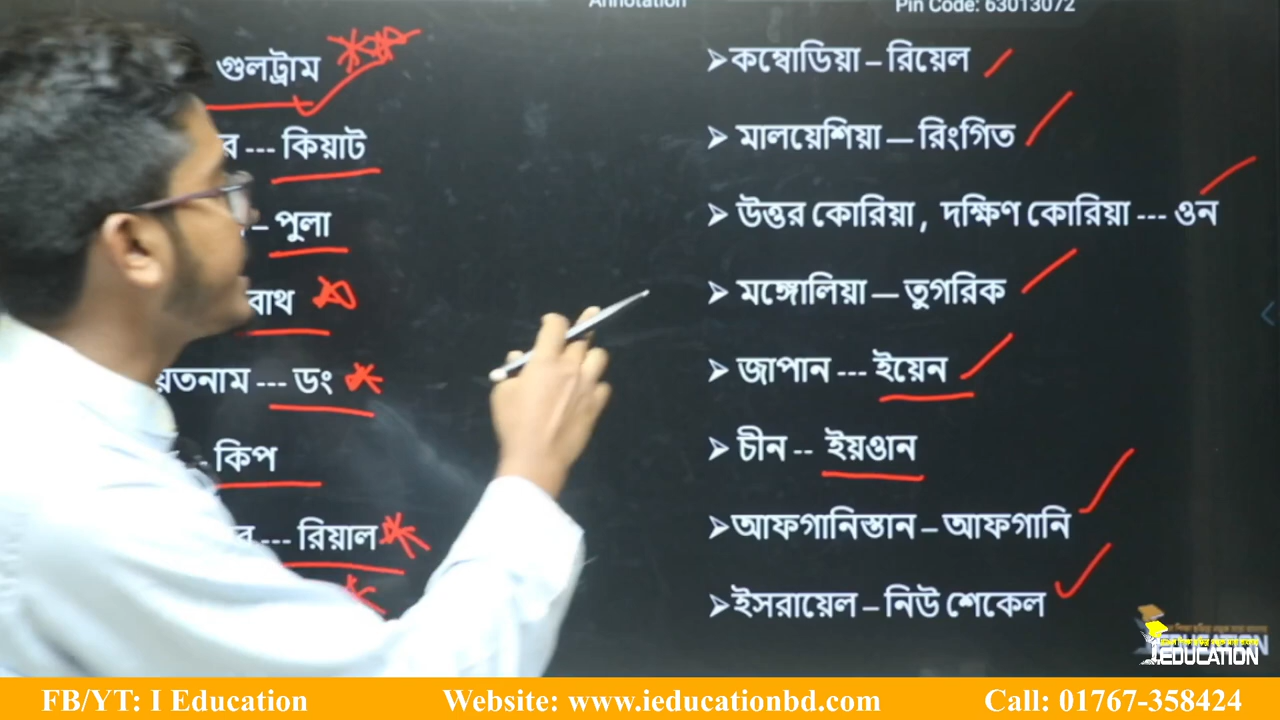 Annotation
Pin Code: 63013072
গুলট্রাম
র --- কিয়াট
– পুলা
বাথ
য়তনাম --- ডং
- কিপ
র --- রিয়াল
➢কম্বোডিয়া – রিয়েল
➢ মালয়েশিয়া — রিংগিত
➢ উত্তর কোরিয়া , দক্ষিণ কোরিয়া --- ওন
➢ মঙ্গোলিয়া — তুগরিক
➢ জাপান --- ইয়েন
➢ চীন -- ইয়ওান
➢আফগানিস্তান – আফগানি
➢ইসরায়েল – নিউ শেকেল
EDUCATION
FB/YT: I Education
Website: www.ieducationbd.com
Call: 01767-358424